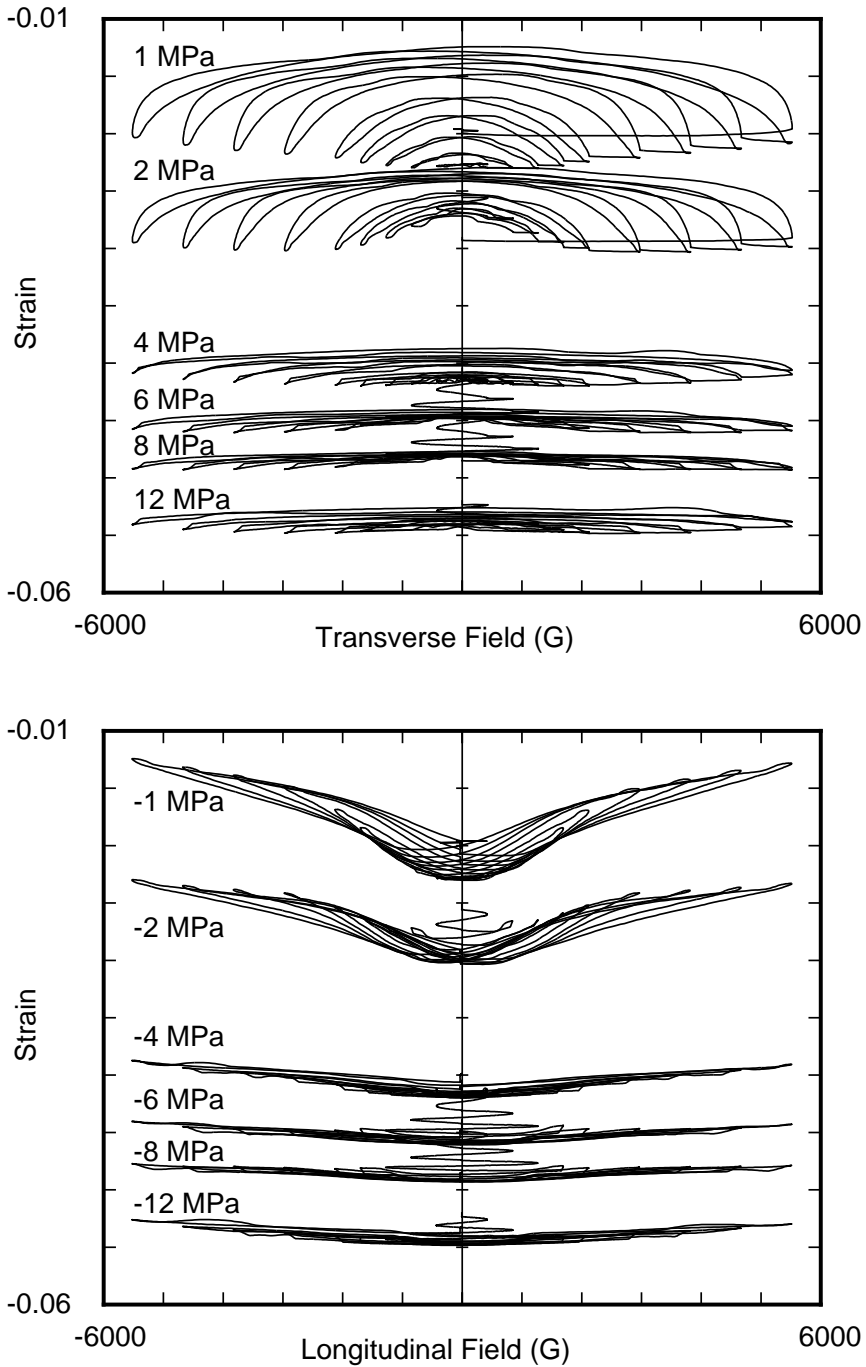 -0.01
1 MPa
2 MPa
Strain
4 MPa
6 MPa
8 MPa
12 MPa
-0.06
-6000
Transverse Field (G)
6000
-0.01
-1 MPa
-2 MPa
Strain
-4 MPa
-6 MPa
-8 MPa
-12 MPa
-0.06
-6000
Longitudinal Field (G)
6000